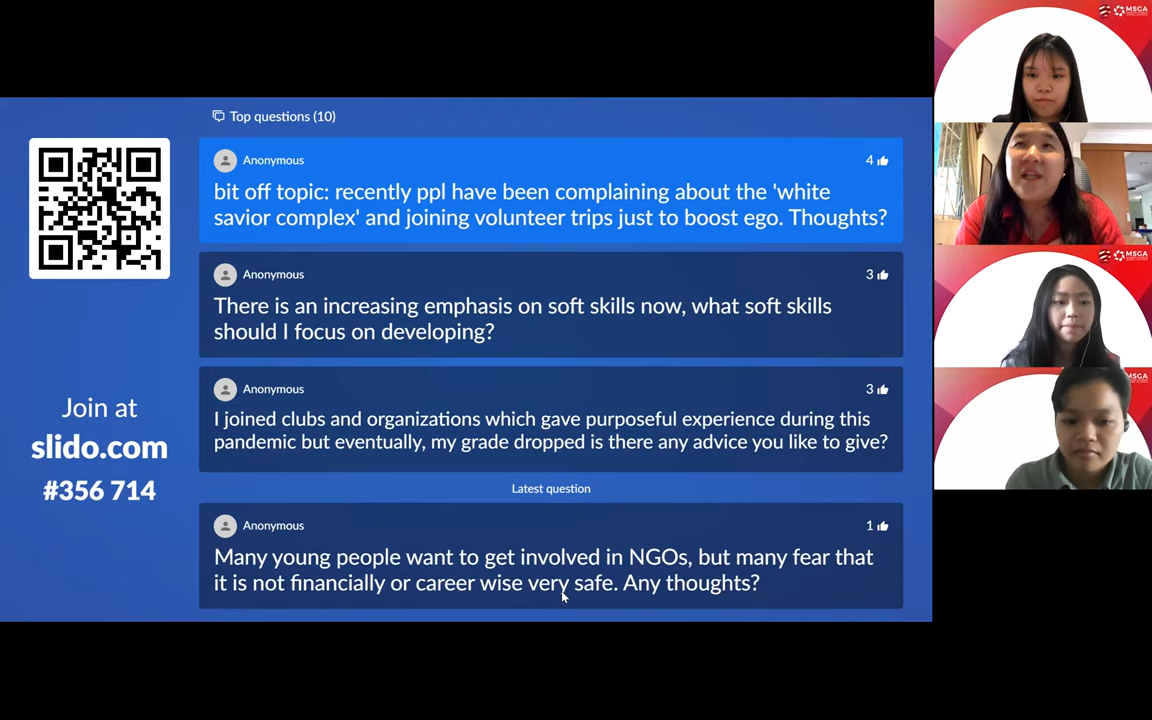 Top questions (10)
Anonymous
4
bit off topic: recently ppl have been complaining about the 'white
savior complex' and joining volunteer trips just to boost ego. Thoughts?
Anonymous
3
There is an increasing emphasis on soft skills now, what soft skills
should I focus on developing?
Anonymous
3
I joined clubs and organizations which gave purposeful experience during this
pandemic but eventually, my grade dropped is there any advice you like to give?
Latest question
Anonymous
1
Many young people want to get involved in NGOs, but many fear that
it is not financially or career wise very safe. Any thoughts?
Join at
slido.com
#356 714
MSGA
MSGA
MSGA